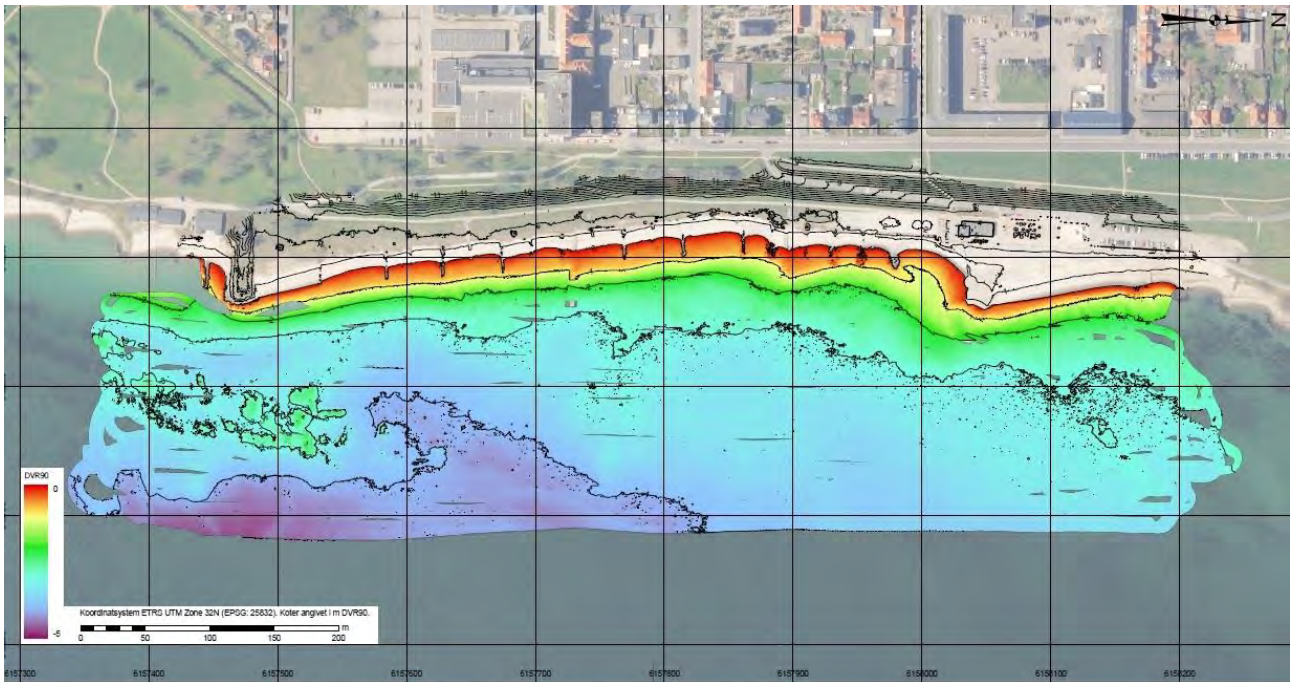 N
DVR90
0
-5
Koordinatsystem ETRS UTM Zone 32N (EPSG: 25832). Koter angivet i m DVR90.
0 50 100 150 200 m
6157300 6157400 6157500 6157600 6157700 6157800 6157900 6158000 6158100 6158200